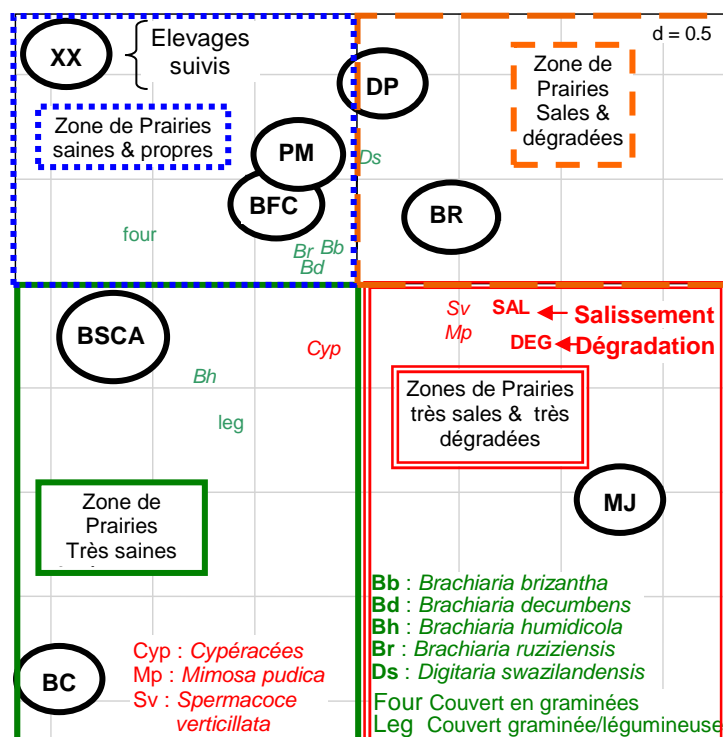 XX
Elevages
suivis
d = 0.5
DP
Zone de
Prairies
Sales &
dégradées
Zone de Prairies
saines & propres
PM
Ds
BFC
BR
four
Br Bb
Bd
BSCA
Cyp
Bh
leg
Sv SAL Salissement
Mp DEG Dégradation
Zones de Prairies
très sales & très
dégradées
MJ
Zone de
Prairies
Très saines
BC
Cyp : Cypéracées
Mp : Mimosa pudica
Sv : Spermacoce
verticillata
Bb : Brachiaria brizantha
Bd : Brachiaria decumbens
Bh : Brachiaria humidicola
Br : Brachiaria ruziziensis
Ds : Digitaria swazilandensis
Four Couvert en graminées
Leg Couvert graminée/légumineuse